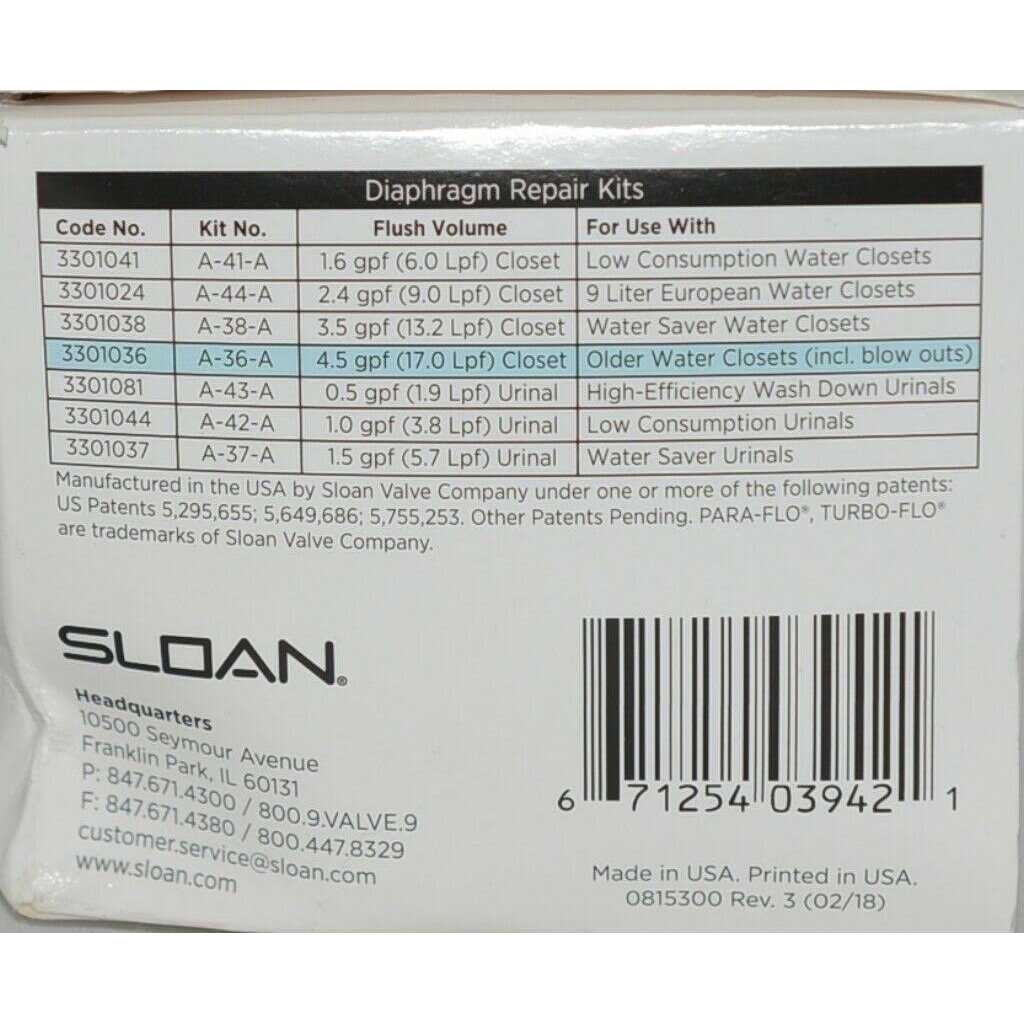 Diaphragm Repair Kits
Code No. Kit No. Flush Volume For Use With
3301041 A-41-A 1.6 gpf (6.0 Lpf) Closet Low Consumption Water Closets
3301024 A-44-A 2.4 gpf (9.0 Lpf) Closet 9 Liter European Water Closets
3301038 A-38-A 3.5 gpf (13.2 Lpf) Closet Water Saver Water Closets
3301036 A-36-A 4.5 gpf (17.0 Lpf) Closet Older Water Closets (incl. blow outs)
3301081 A-43-A 0.5 gpf (1.9 Lpf) Urinal High-Efficiency Wash Down Urinals
3301044 A-42-A 1.0 gpf (3.8 Lpf) Urinal Low Consumption Urinals
3301037 A-37-A 1.5 gpf (5.7 Lpf) Urinal Water Saver Urinals
Manufactured in the USA by Sloan Valve Company under one or more of the following patents:
US Patents 5,295,655; 5,649,686; 5,755,253. Other Patents Pending. PARA-FLO®, TURBO-FLO®
are trademarks of Sloan Valve Company.
SLOAN®
Headquarters
10500 Seymour Avenue
Franklin Park, IL 60131
P: 847.671.4300 / 800.9.VALVE.9
F: 847.671.4380 / 800.447.8329
customer.service@sloan.com
www.sloan.com
6 71254 03942 1
Made in USA. Printed in USA.
0815300 Rev. 3 (02/18)